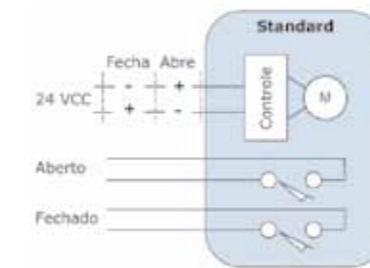 Standard
Fecha Abre
24 VCC
- +
+ -
Controle
M
Aberto
Fechado